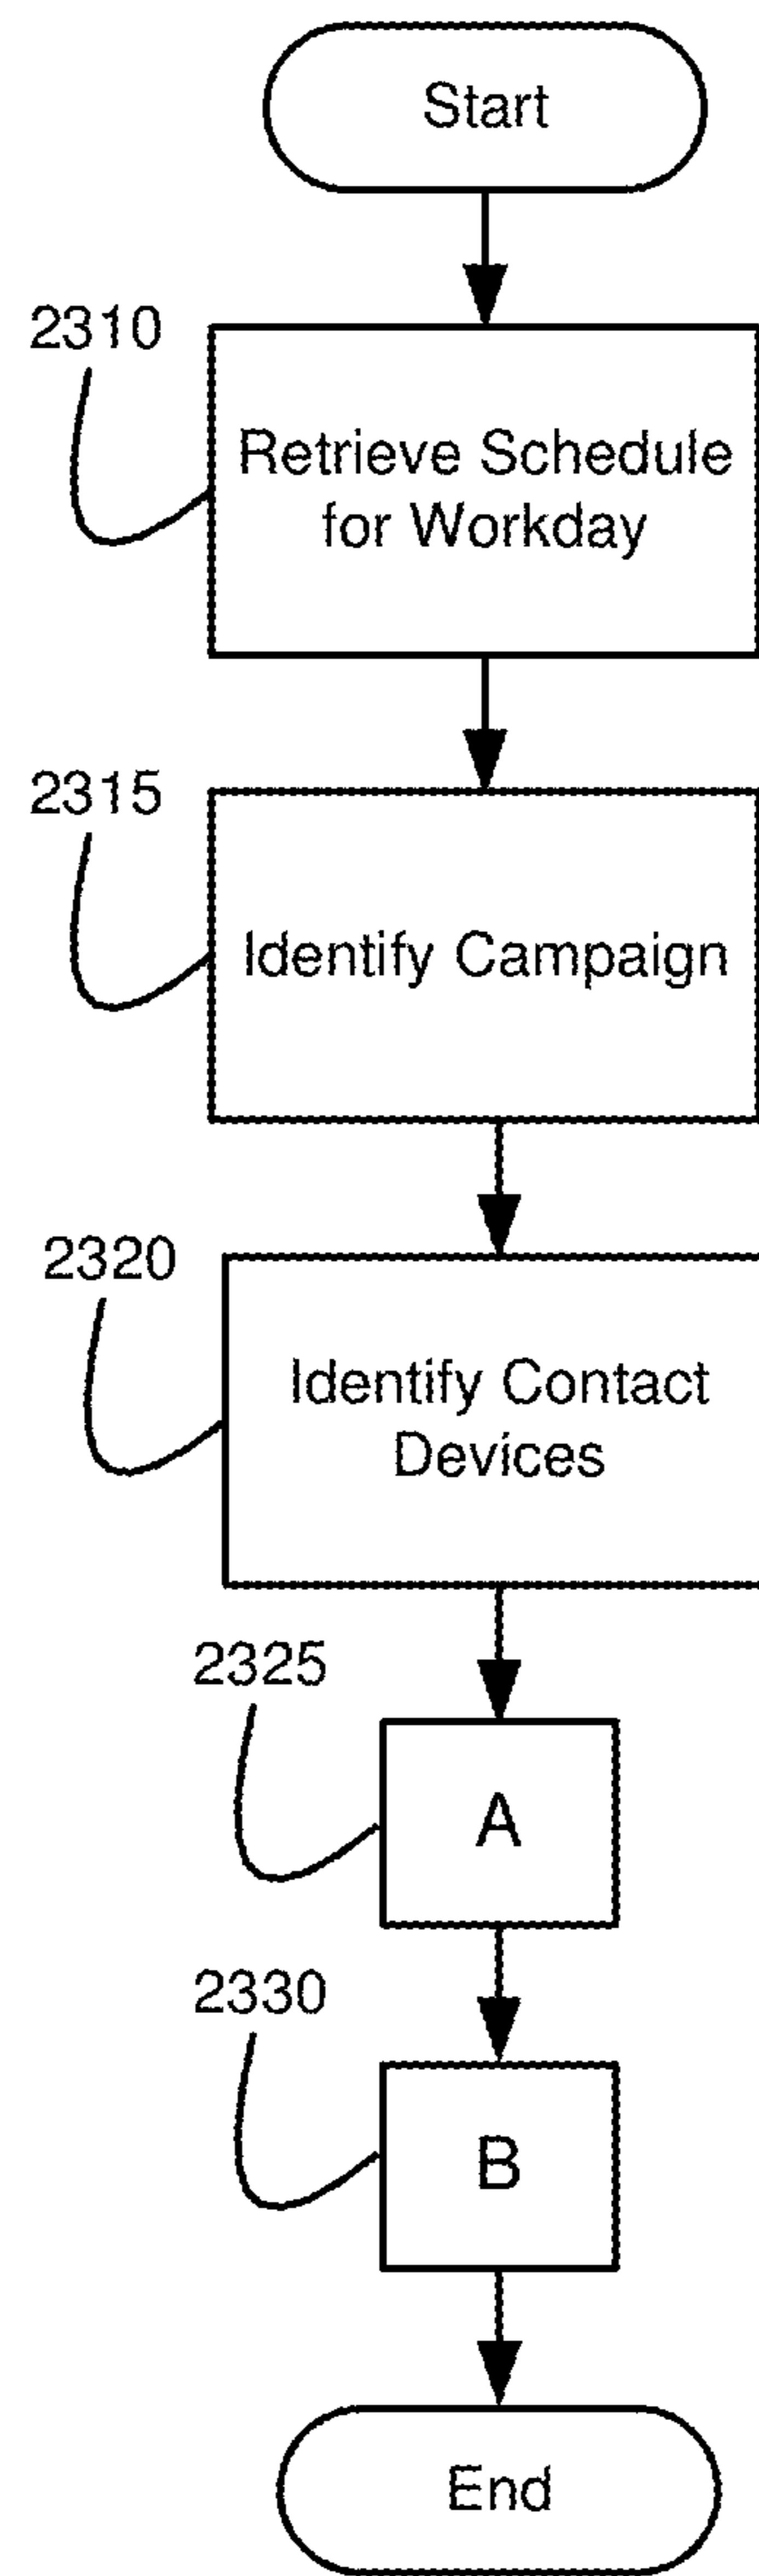 Start
2310
Retrieve Schedule
for Workday
2315
Identify Campaign
2320
Identify Contact
Devices
2325
A
2330
B
End